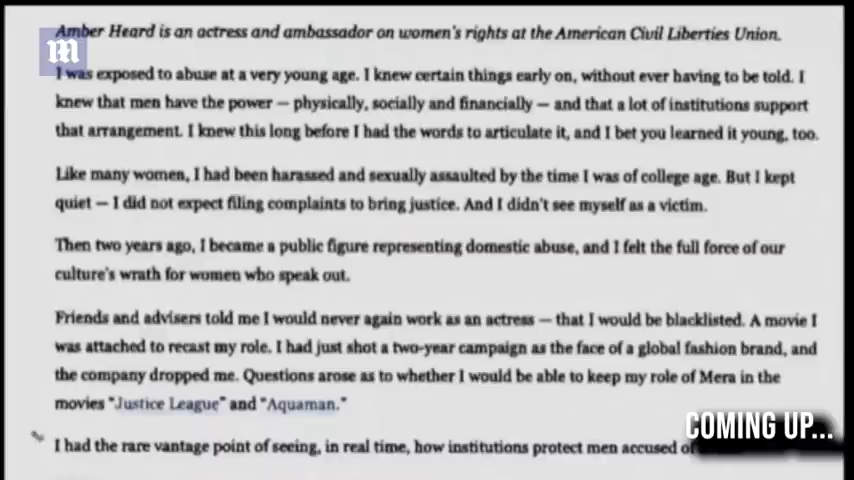 Amber Heard is an actress and ambassador on women's rights at the American Civil Liberties Union.
I was exposed to abuse at a very young age. I knew certain things early on, without ever having to be told. I
knew that men have the power — physically, socially and financially — and that a lot of institutions support
that arrangement. I knew this long before I had the words to articulate it, and I bet you learned it young, too.
Like many women, I had been harassed and sexually assaulted by the time I was of college age. But I kept
quiet — I did not expect filing complaints to bring justice. And I didn't see myself as a victim.
Then two years ago, I became a public figure representing domestic abuse, and I felt the full force of our
culture's wrath for women who speak out.
Friends and advisers told me I would never again work as an actress — that I would be blacklisted. A movie I
was attached to recast my role. I had just shot a two-year campaign as the face of a global fashion brand, and
the company dropped me. Questions arose as to whether I would be able to keep my role of Mera in the
movies "Justice League" and "Aquaman."
I had the rare vantage point of seeing, in real time, how institutions protect men accused of
COMING UP...
m